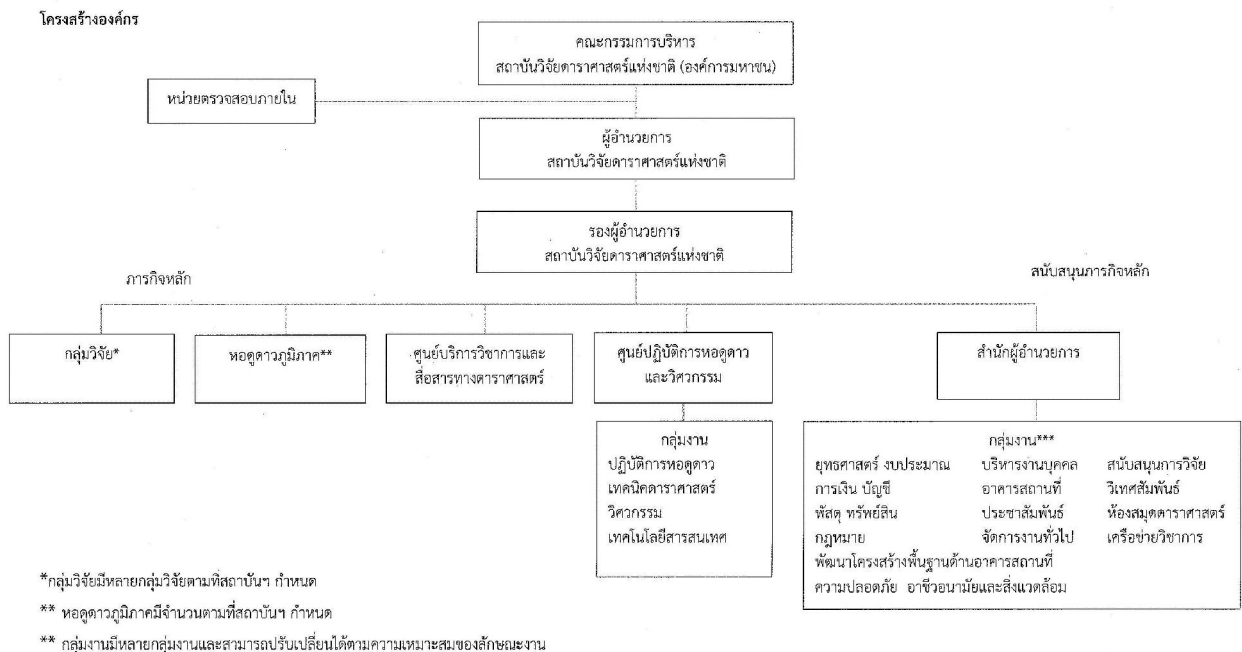 โครงสร้างองค์กร
คณะกรรมการบริหาร
สถาบันวิจัยดาราศาสตร์แห่งชาติ (องค์การมหาชน)
หน่วยตรวจสอบภายใน
ผู้อำนวยการ
สถาบันวิจัยดาราศาสตร์แห่งชาติ
รองผู้อำนวยการ
สถาบันวิจัยดาราศาสตร์แห่งชาติ
ภารกิจหลัก
สนับสนุนภารกิจหลัก
กลุ่มวิจัย*
หอดูดาวภูมิภาค**
ศูนย์บริการวิชาการและ
สื่อสารทางดาราศาสตร์
ศูนย์ปฏิบัติการหอดูดาว
และวิศวกรรม
สำนักผู้อำนวยการ
กลุ่มงาน
ปฏิบัติการหอดูดาว
เทคนิคดาราศาสตร์
วิศวกรรม
เทคโนโลยีสารสนเทศ
กลุ่มงาน***
ยุทธศาสตร์ งบประมาณ บริหารงานบุคคล สนับสนุนการวิจัย
การเงิน บัญชี อาคารสถานที่ วิเทศสัมพันธ์
พัสดุ ทรัพย์สิน ประชาสัมพันธ์ ห้องสมุดดาราศาสตร์
กฎหมาย จัดการงานทั่วไป เครือข่ายวิชาการ
พัฒนาโครงสร้างพื้นฐานด้านอาคารสถานที่
ความปลอดภัย อาชีวอนามัยและสิ่งแวดล้อม
*กลุ่มวิจัยมีหลายกลุ่มวิจัยตามที่สถาบันฯ กำหนด
** หอดูดาวภูมิภาคมีจำนวนตามที่สถาบันฯ กำหนด
** กลุ่มงานมีหลายกลุ่มงานและสามารถปรับเปลี่ยนได้ตามความเหมาะสมของลักษณะงาน